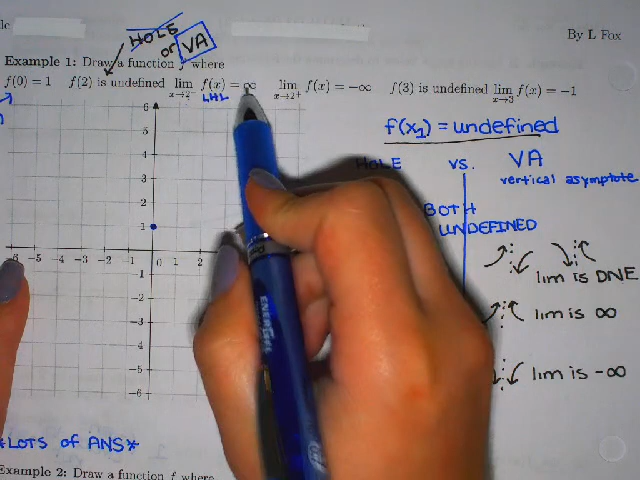 HOLE
or VA
By L Fox
Example 1: Draw a function f where
f(0) = 1 f(2) is undefined lim x→2⁻ f(x) = ∞ lim x→2⁺ f(x) = −∞ f(3) is undefined lim x→3 f(x) = −1
LHL
f(x₁) = undefined
HOLE vs. VA
vertical asymptote
BOTH
UNDEFINED
lim is DNE
lim is ∞
lim is -∞
6
5
4
3
2
1
-6 -5 -4 -3 -2 -1 0 1 2
-1
-2
-3
-4
-5
-6
*LOTS of ANS*
Example 2: Draw a function f where